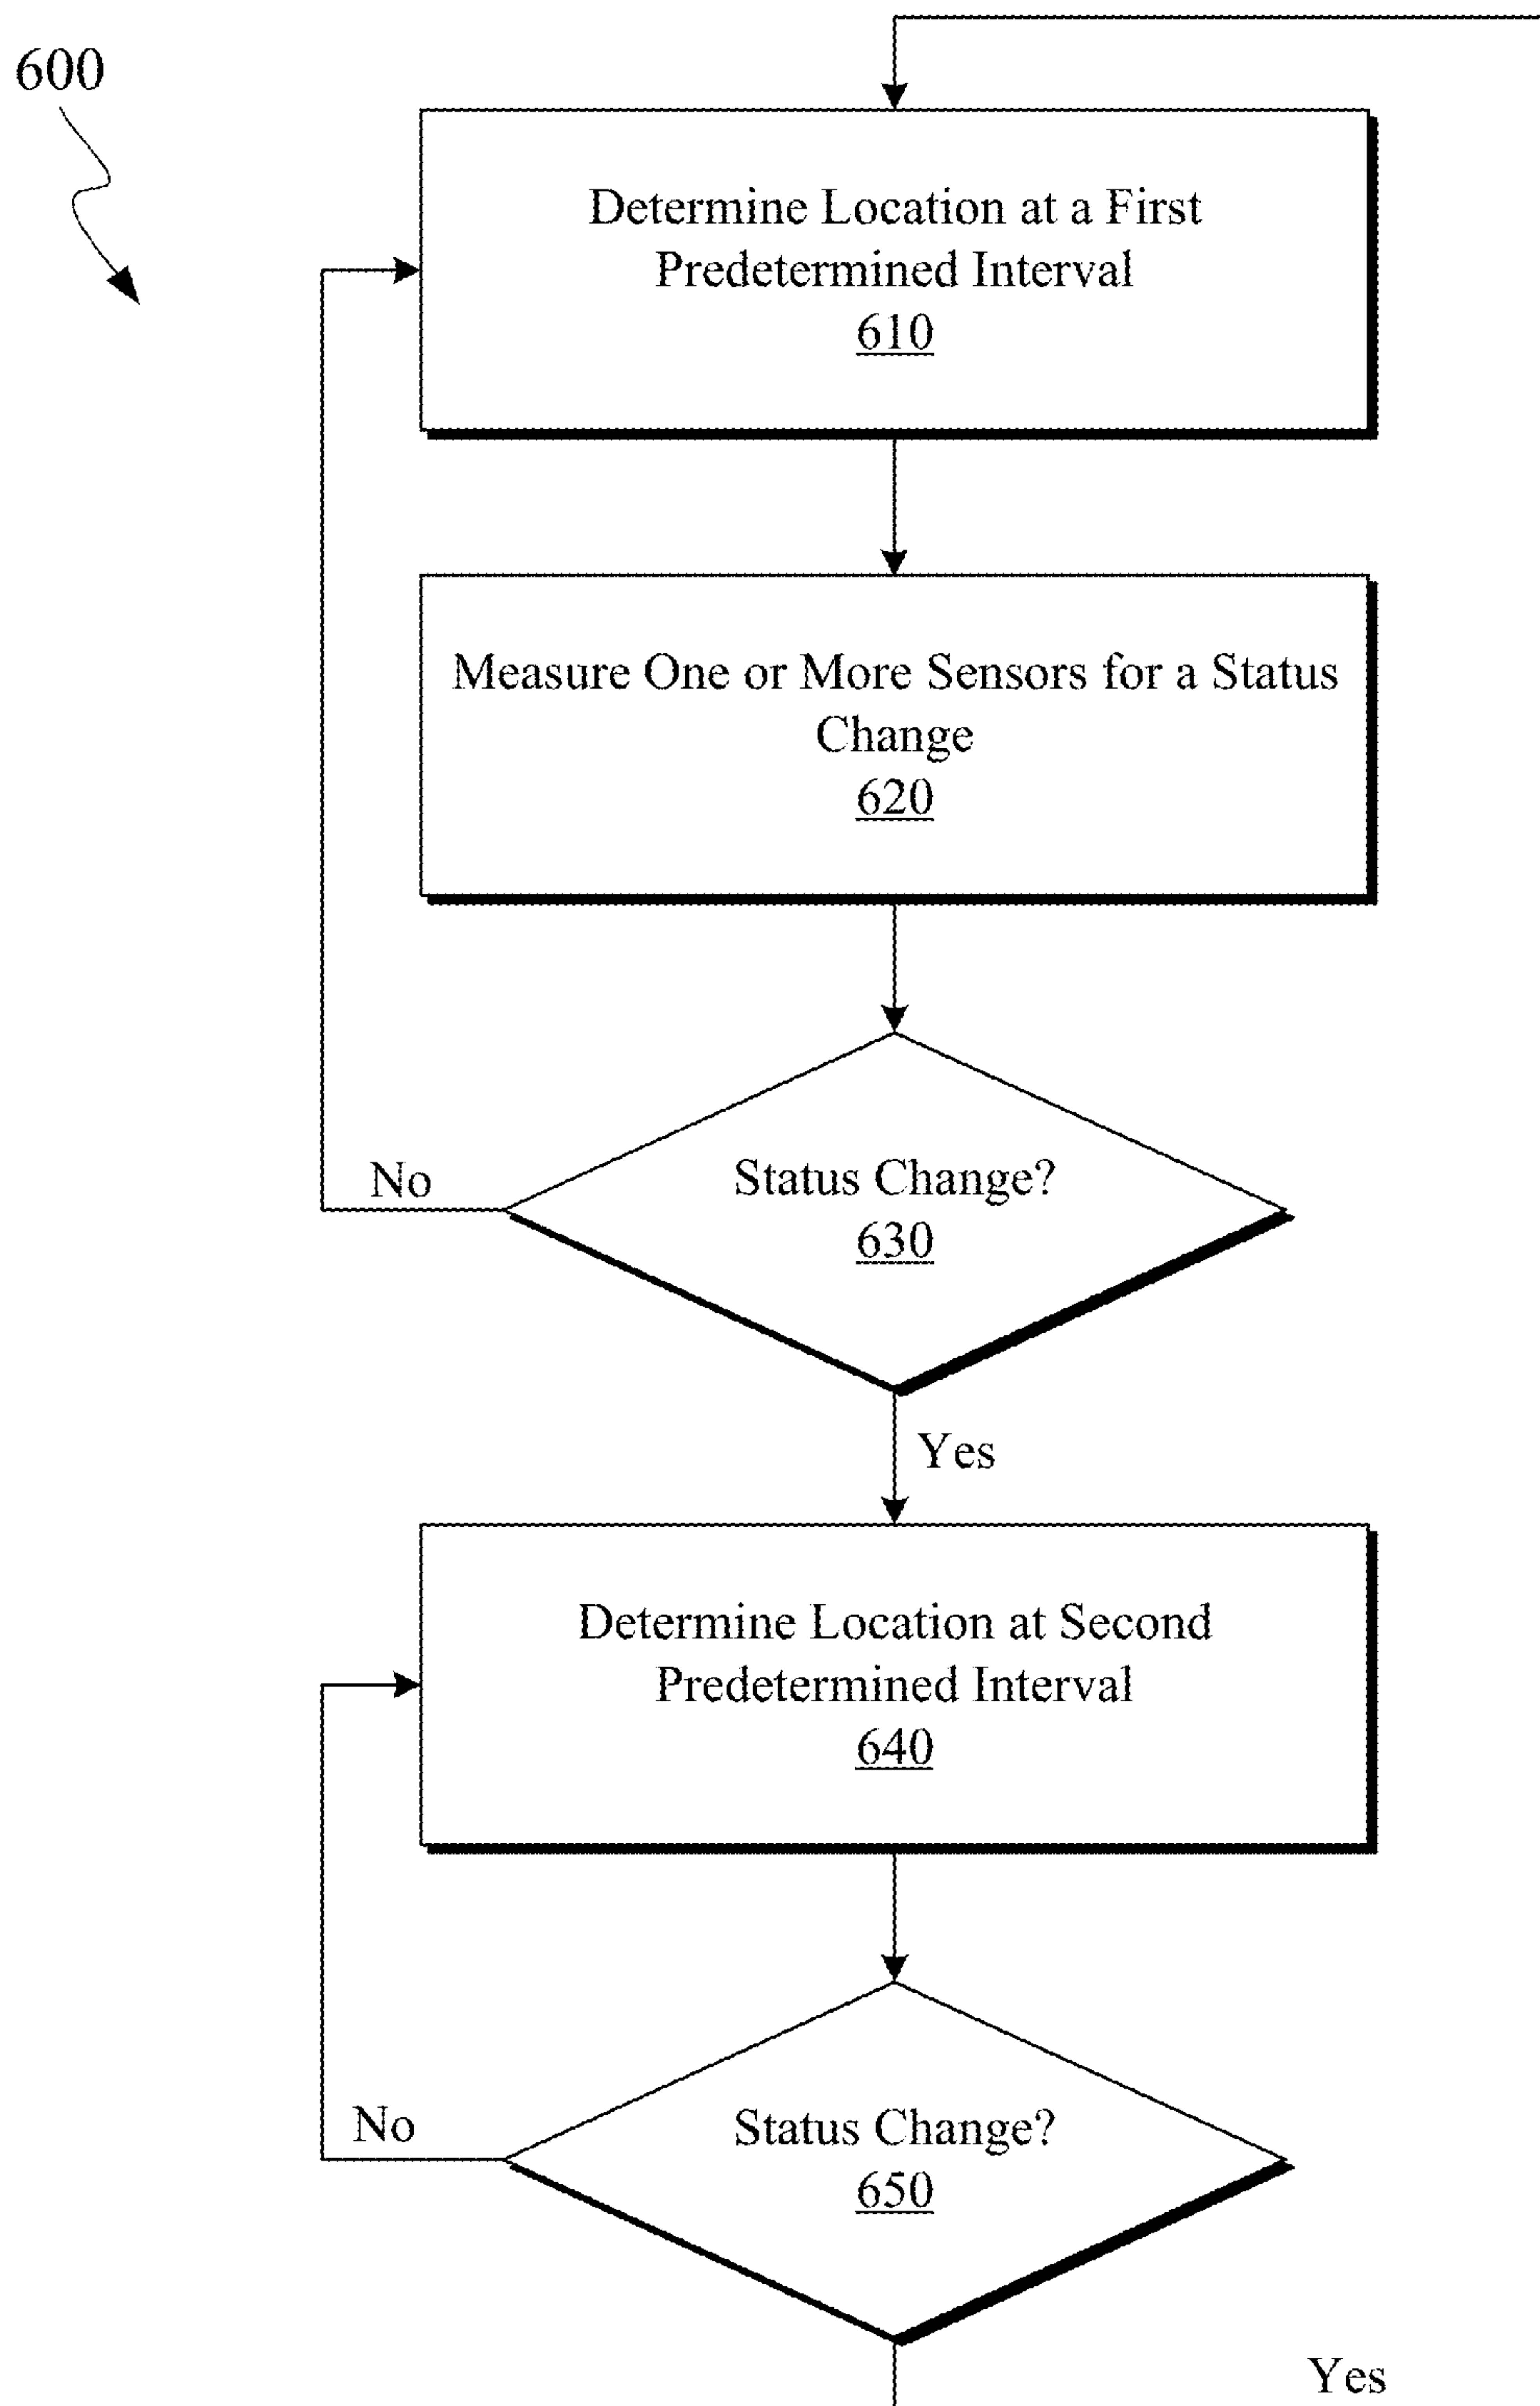 600
Determine Location at a First
Predetermined Interval
610
Measure One or More Sensors for a Status
Change
620
Status Change?
630
No
Yes
Determine Location at Second
Predetermined Interval
640
Status Change?
650
No
Yes